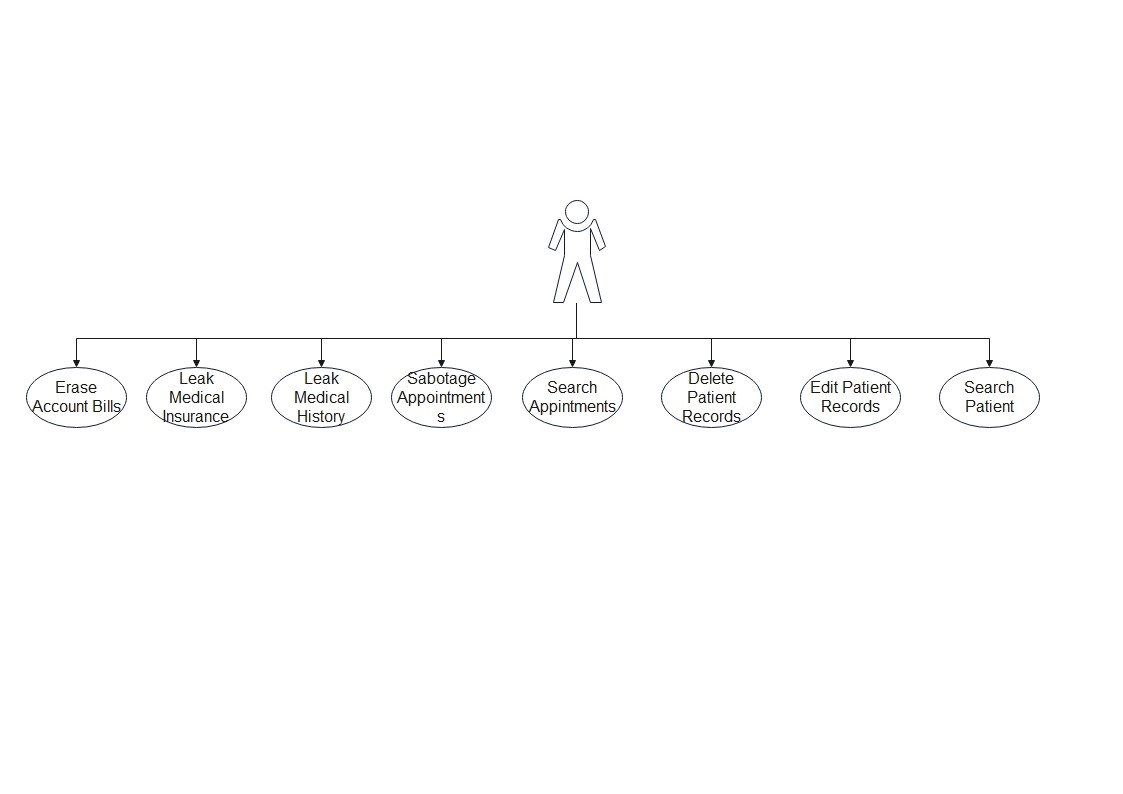 Erase
Account Bills
Leak
Medical
Insurance
Leak
Medical
History
Sabotage
Appointment
s
Search
Appintments
Delete
Patient
Records
Edit Patient
Records
Search
Patient